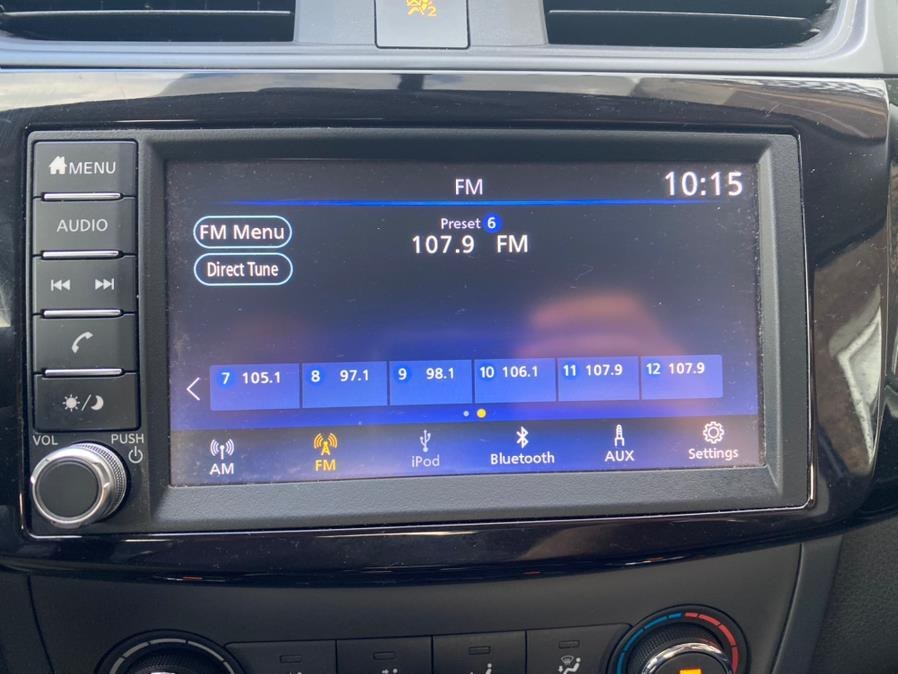 2
MENU
FM 10:15
AUDIO
FM Menu
Preset 6
107.9 FM
Direct Tune
7 105.1 8 97.1 9 98.1 10 106.1 11 107.9 12 107.9
VOL PUSH
AM FM iPod Bluetooth AUX Settings